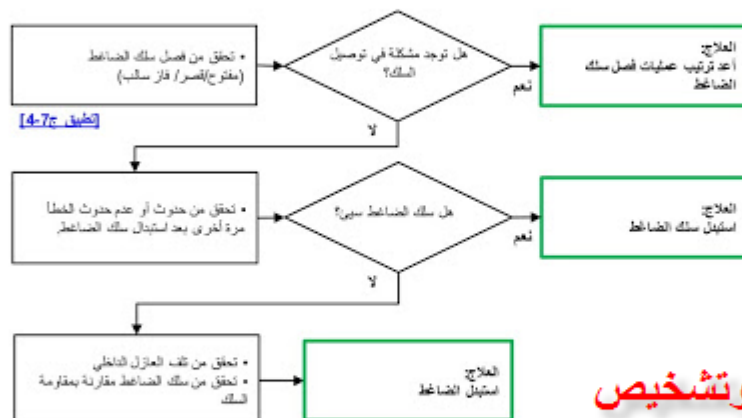 • تحقق من فصل سلك الضاغط
(مفتوح/قصر/ فاز سالب)
هل توجد مشكلة في توصيل
السلك؟
نعم
العلاج:
أعد ترتيب عمليات فصل سلك
الضاغط
[تطبيق ج7-4]
لا
• تحقق من حدوث أو عدم حدوث الخطأ
مرة أخرى بعد استبدال سلك الضاغط.
هل سلك الضاغط سيئ؟
نعم
العلاج:
استبدل سلك الضاغط
لا
• تحقق من تلف العازل الداخلي
• تحقق من سلك الضاغط مقارنة بمقاومة
السلك
العلاج:
استبدل الضاغط
وتشخيص